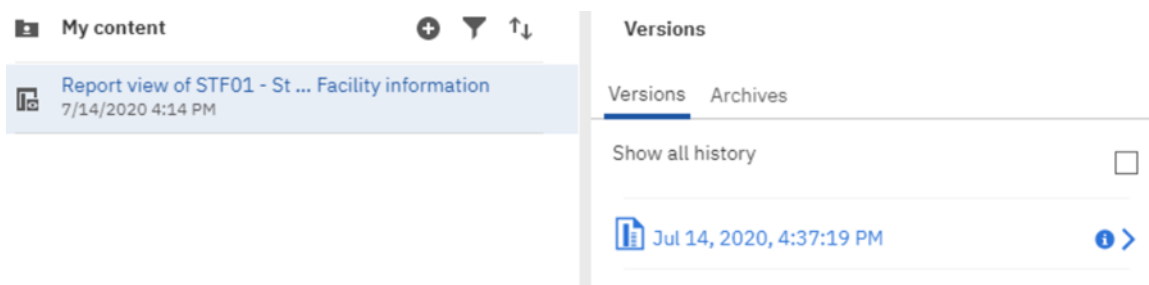 My content
Report view of STF01 - St ... Facility information
7/14/2020 4:14 PM
Versions
Versions Archives
Show all history
Jul 14, 2020, 4:37:19 PM